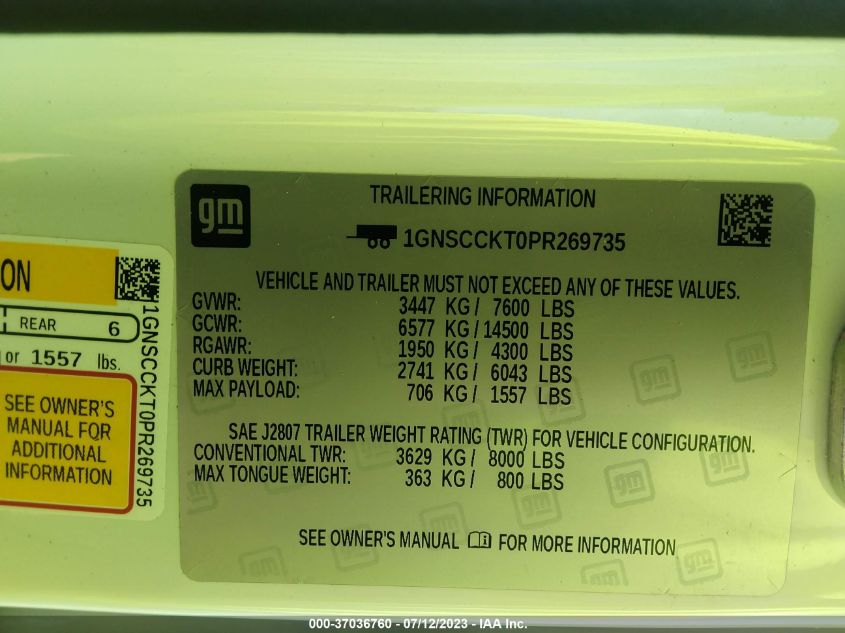 gm
TRAILERING INFORMATION
1GNSCCKT0PR269735
VEHICLE AND TRAILER MUST NOT EXCEED ANY OF THESE VALUES.
GVWR: 3447 KG / 7600 LBS
GCWR: 6577 KG / 14500 LBS
RGAWR: 1950 KG / 4300 LBS
CURB WEIGHT: 2741 KG / 6043 LBS
MAX PAYLOAD: 706 KG / 1557 LBS
SAE J2807 TRAILER WEIGHT RATING (TWR) FOR VEHICLE CONFIGURATION.
CONVENTIONAL TWR: 3629 KG / 8000 LBS
MAX TONGUE WEIGHT: 363 KG / 800 LBS
SEE OWNER'S MANUAL FOR MORE INFORMATION
ON
REAR 6
or 1557 lbs.
SEE OWNER'S
MANUAL FOR
ADDITIONAL
INFORMATION
1GNSCCKT0PR269735
000-37036760 - 07/12/2023 - IAA Inc.